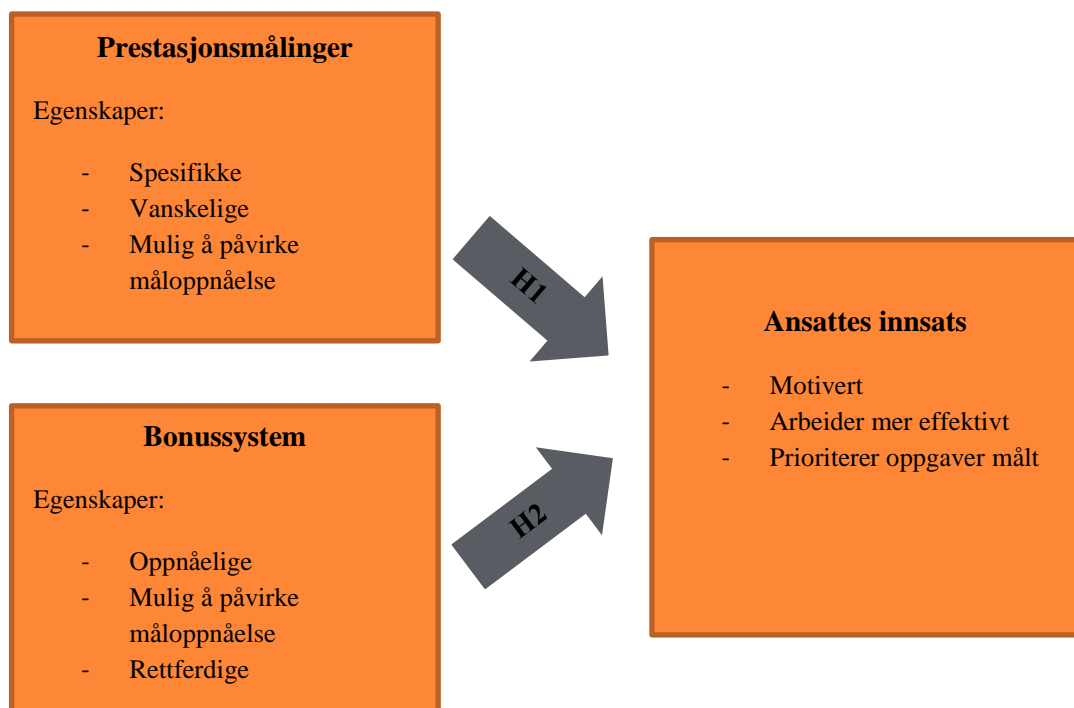 Prestasjonsmålinger
Egenskaper:
- Spesifikke
- Vanskelige
- Mulig å påvirke
måloppnåelse
H1
Bonussystem
Egenskaper:
- Oppnåelige
- Mulig å påvirke
måloppnåelse
- Rettferdige
H2
Ansattes innsats
- Motivert
- Arbeider mer effektivt
- Prioriterer oppgaver målt